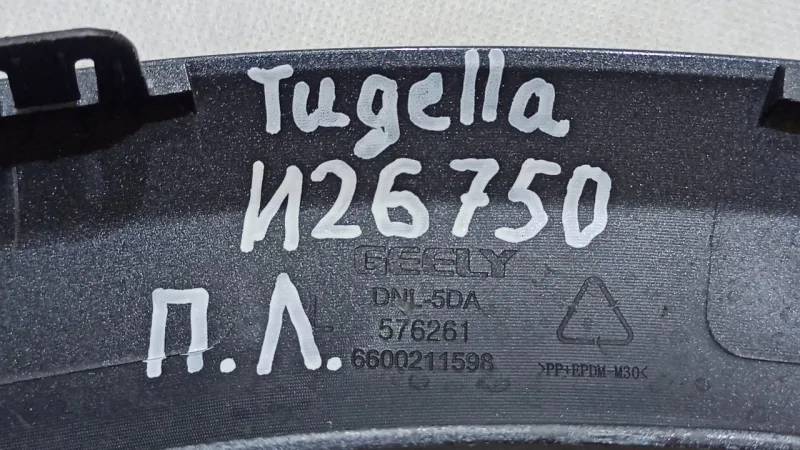 Tugella
И26750
GEELY
DNL-5DA
576261
П.Л.
6600211598
>PP+EPDM-M30<